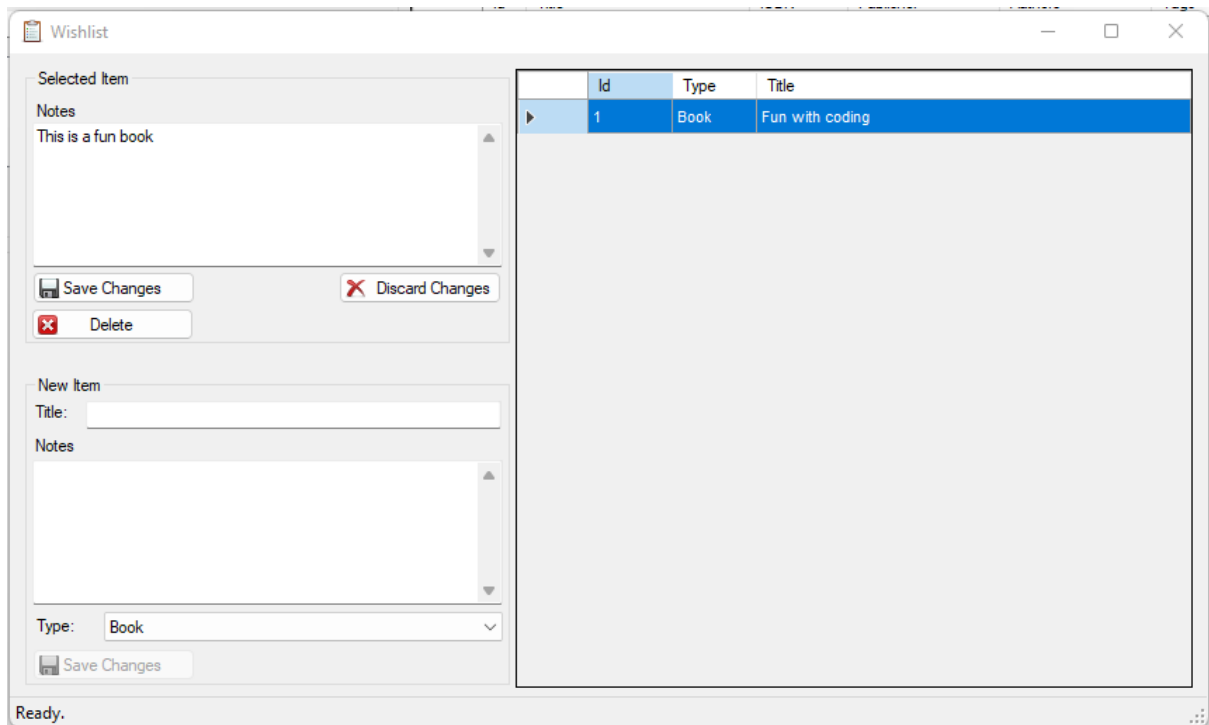 Wishlist
Selected Item
Notes
This is a fun book
Save Changes
Discard Changes
Delete
New Item
Title:
Notes
Type:
Book
Save Changes
Id
Type
Title
1
Book
Fun with coding
Ready.